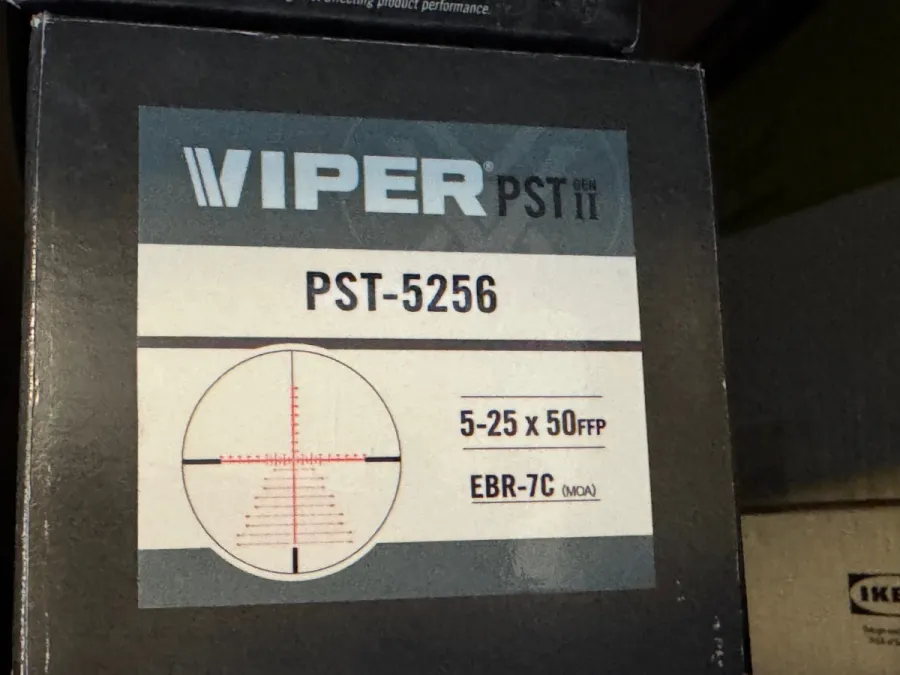 product performance.
VIPER® PST GEN II
PST-5256
5-25 x 50FFP
EBR-7C (MOA)
IKE